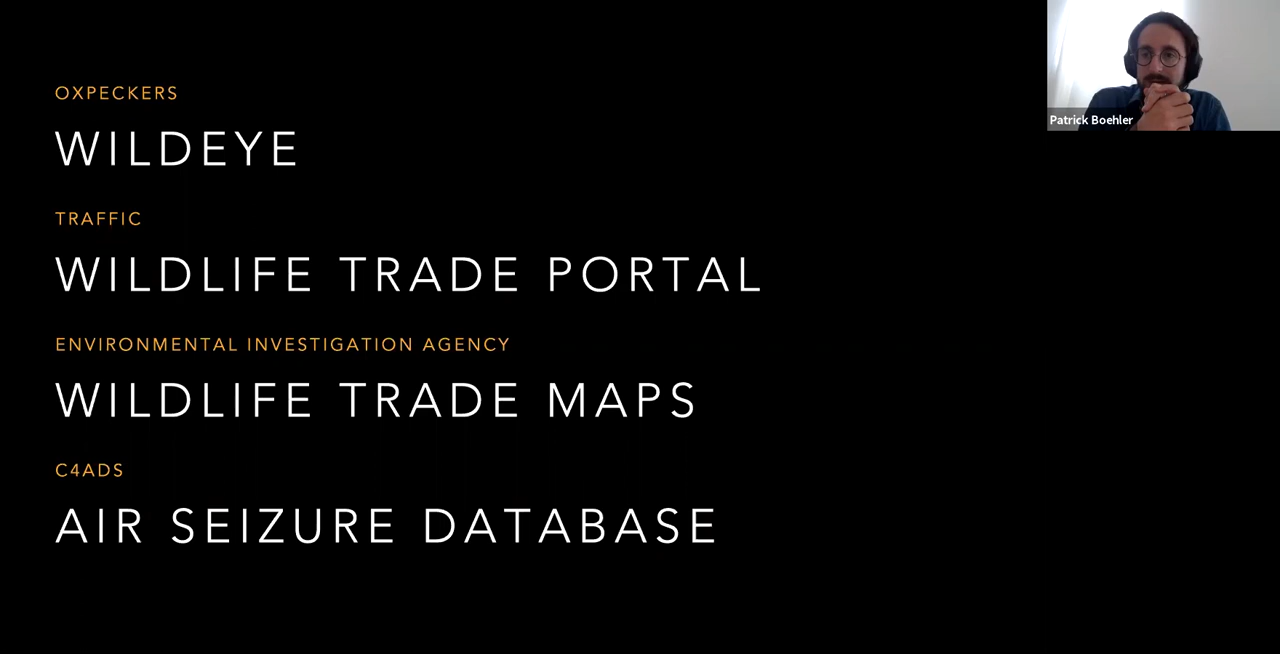 OXPECKERS
WILDEYE
TRAFFIC
WILDLIFE TRADE PORTAL
ENVIRONMENTAL INVESTIGATION AGENCY
WILDLIFE TRADE MAPS
C4ADS
AIR SEIZURE DATABASE
Patrick Boehler